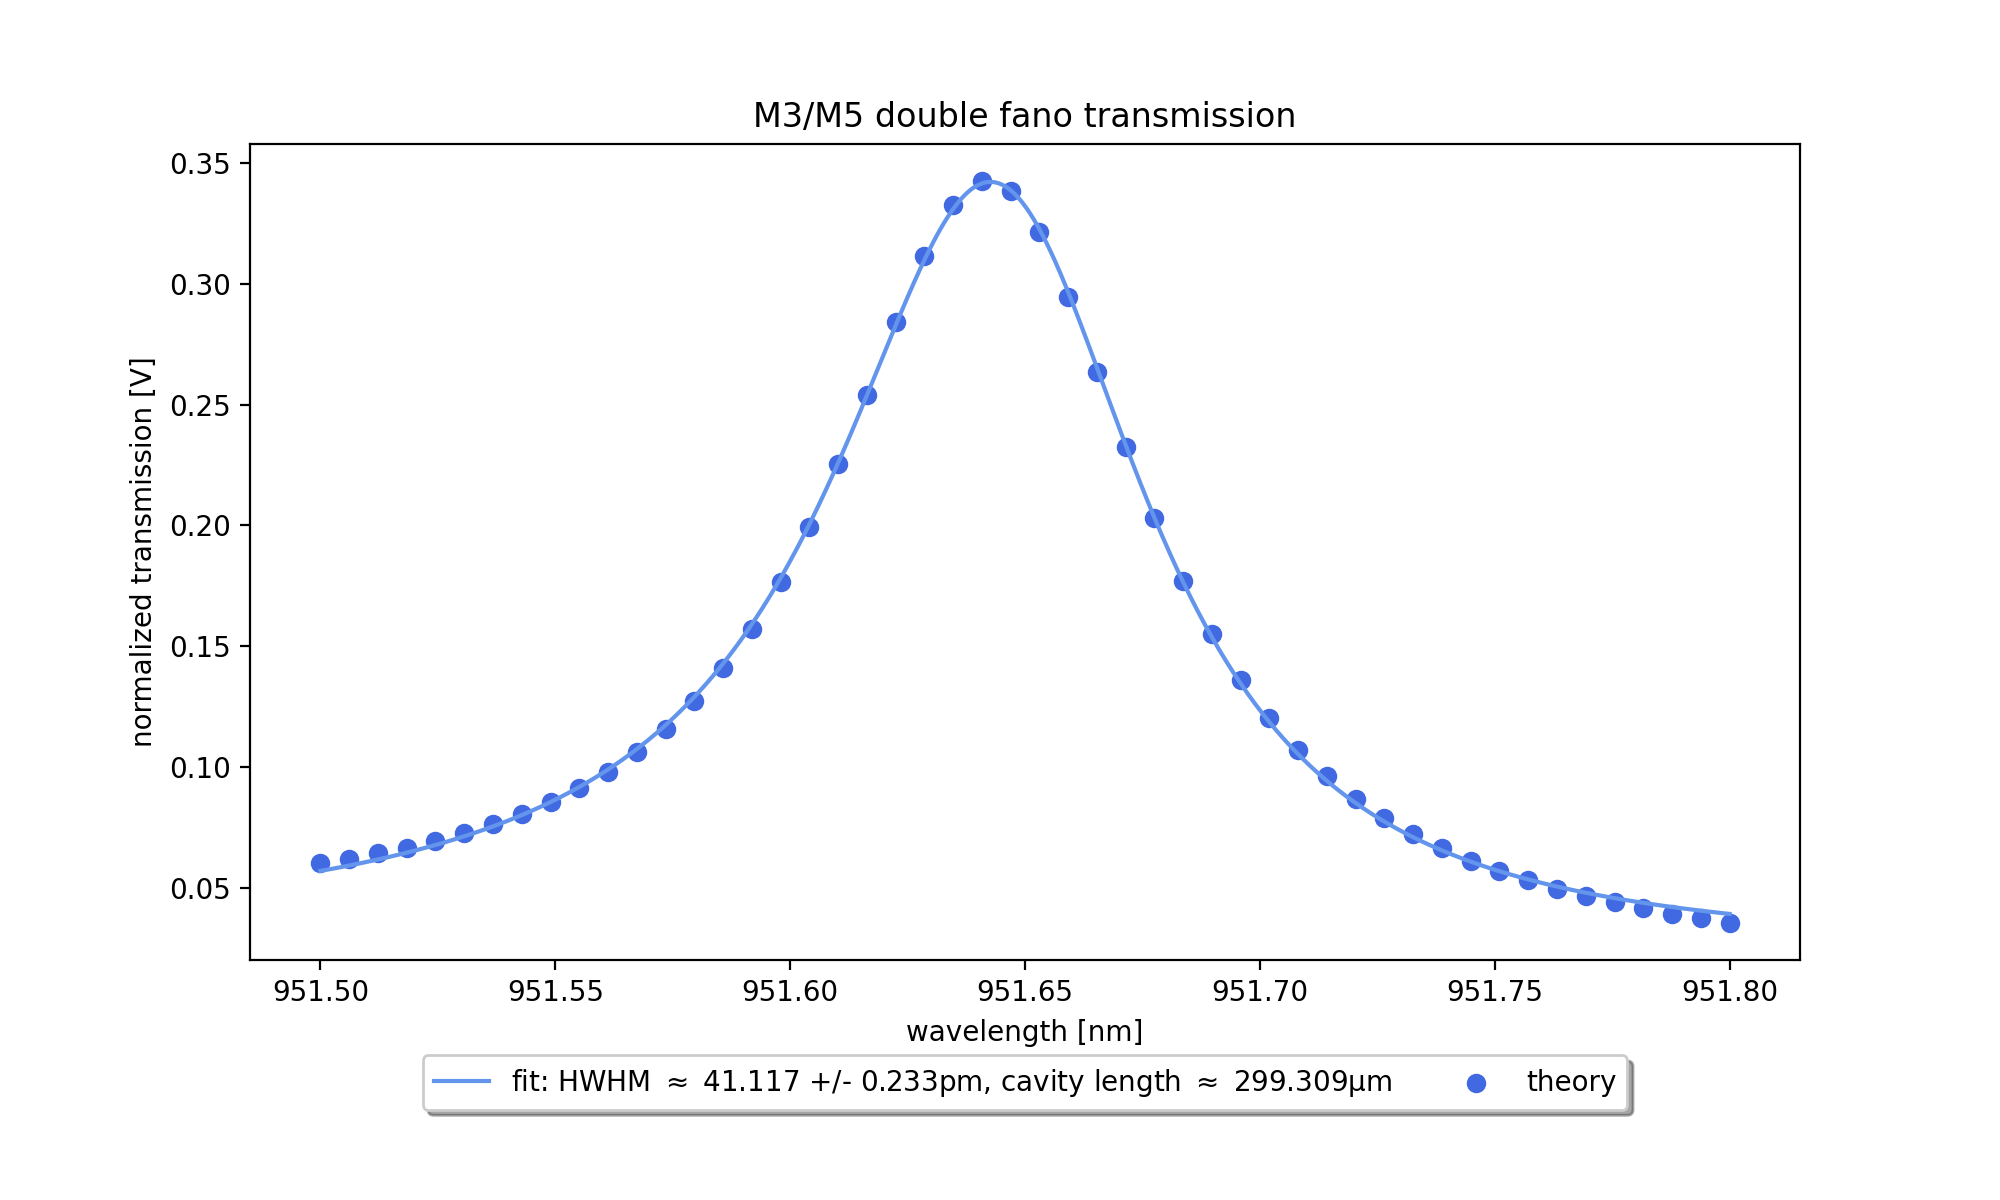 M3/M5 double fano transmission
normalized transmission [V]
0.35
0.30
0.25
0.20
0.15
0.10
0.05
951.50 951.55 951.60 951.65 951.70 951.75 951.80
wavelength [nm]
fit: HWHM ≈ 41.117 +/- 0.233pm, cavity length ≈ 299.309μm theory